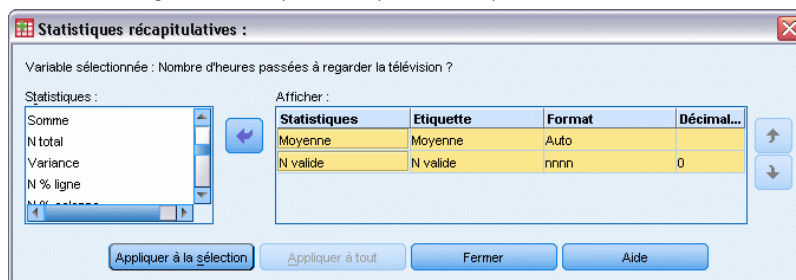 Statistiques récapitulatives :
Variable sélectionnée : Nombre d'heures passées à regarder la télévision ?
Statistiques :
Somme
N total
Variance
N % ligne
Afficher :
Statistiques Etiquette Format Décimal...
Moyenne Moyenne Auto
N valide N valide nnnn 0
Appliquer à la sélection Appliquer à tout Fermer Aide